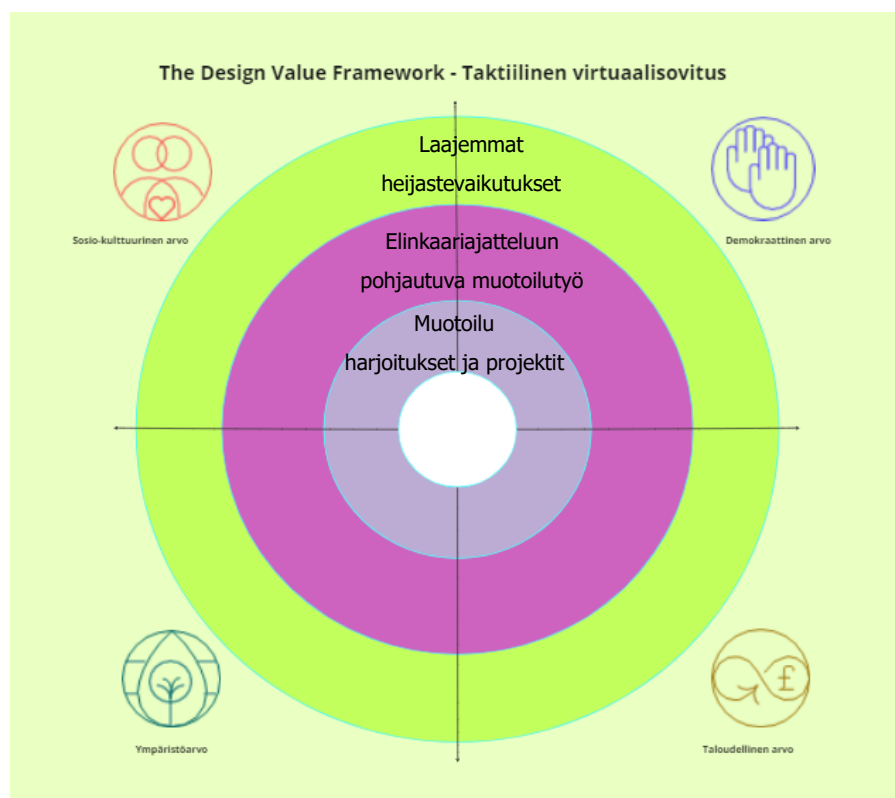 The Design Value Framework - Taktiilinen virtuaalisovitus
Laajemmat
heijastevaikutukset
Sosio-kulttuurinen arvo
Demokraattinen arvo
Elinkaariajatteluun
pohjautuva muotoilutyö
Muotoilu
harjoitukset ja projektit
£
Ympäristöarvo
Taloudellinen arvo